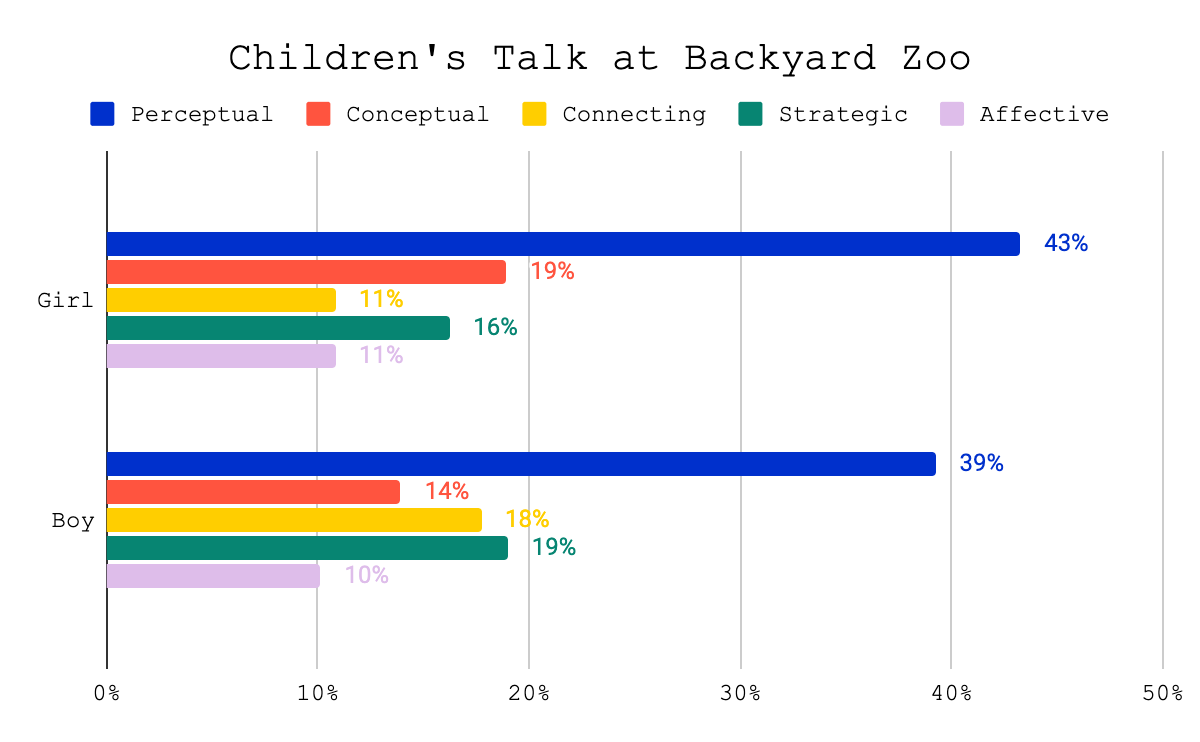 Children's Talk at Backyard Zoo
Perceptual Conceptual Connecting Strategic Affective
43%
19%
Girl 11%
16%
11%
39%
14%
Boy 18%
19%
10%
0% 10% 20% 30% 40% 50%